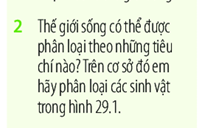 2 Thế giới sống có thể được
phân loại theo những tiêu
chí nào? Trên cơ sở đó em
hãy phân loại các sinh vật
trong hình 29.1.